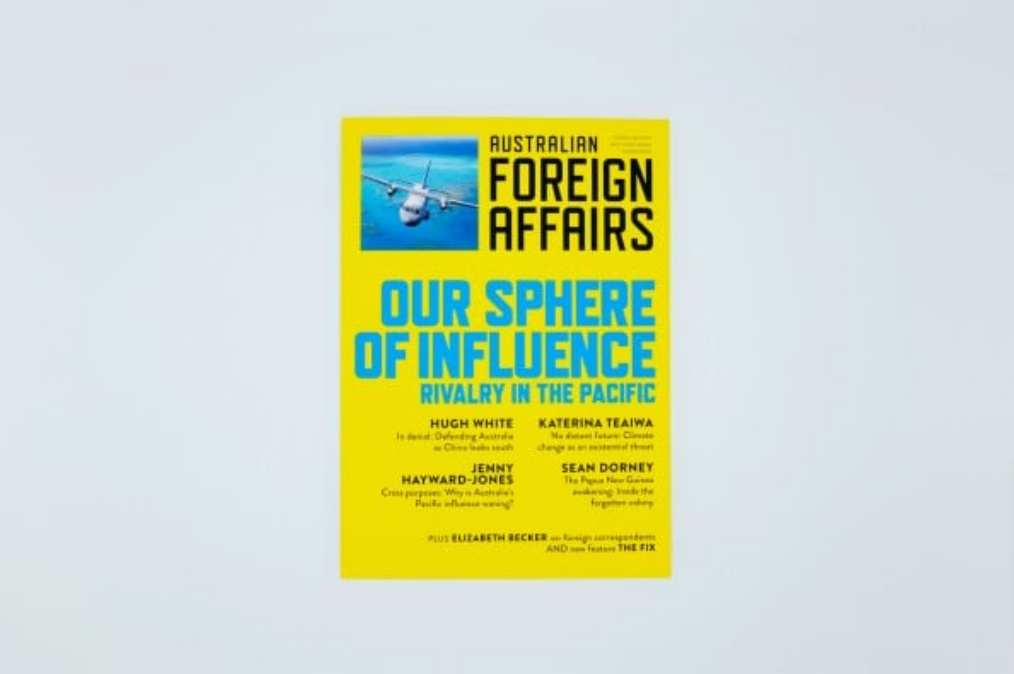 AUSTRALIAN
FOREIGN
AFFAIRS
OUR SPHERE
OF INFLUENCE
RIVALRY IN THE PACIFIC
HUGH WHITE
In denial: Defending Australia
as China looks south
KATERINA TEAIWA
No distant future: Climate
change as an existential threat
JENNY
HAYWARD-JONES
Cross purposes: Why is Australia's
Pacific influence waning?
SEAN DORNEY
The Papua New Guinea
awakening: Inside the
forgotten colony
PLUS ELIZABETH BECKER on foreign correspondents
AND new feature THE FIX